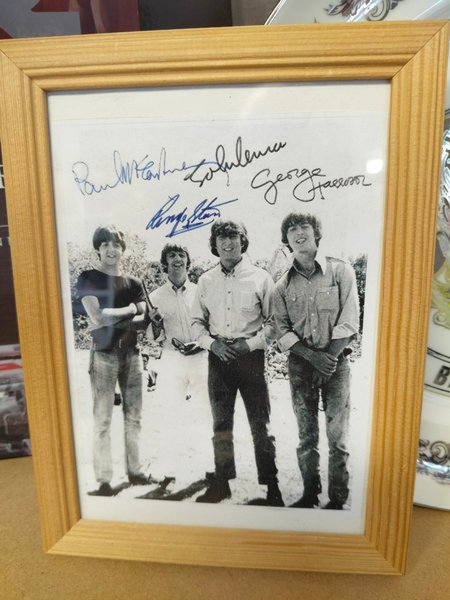 Paul McCartney John Lennon George Harrison
Ringo Starr
B